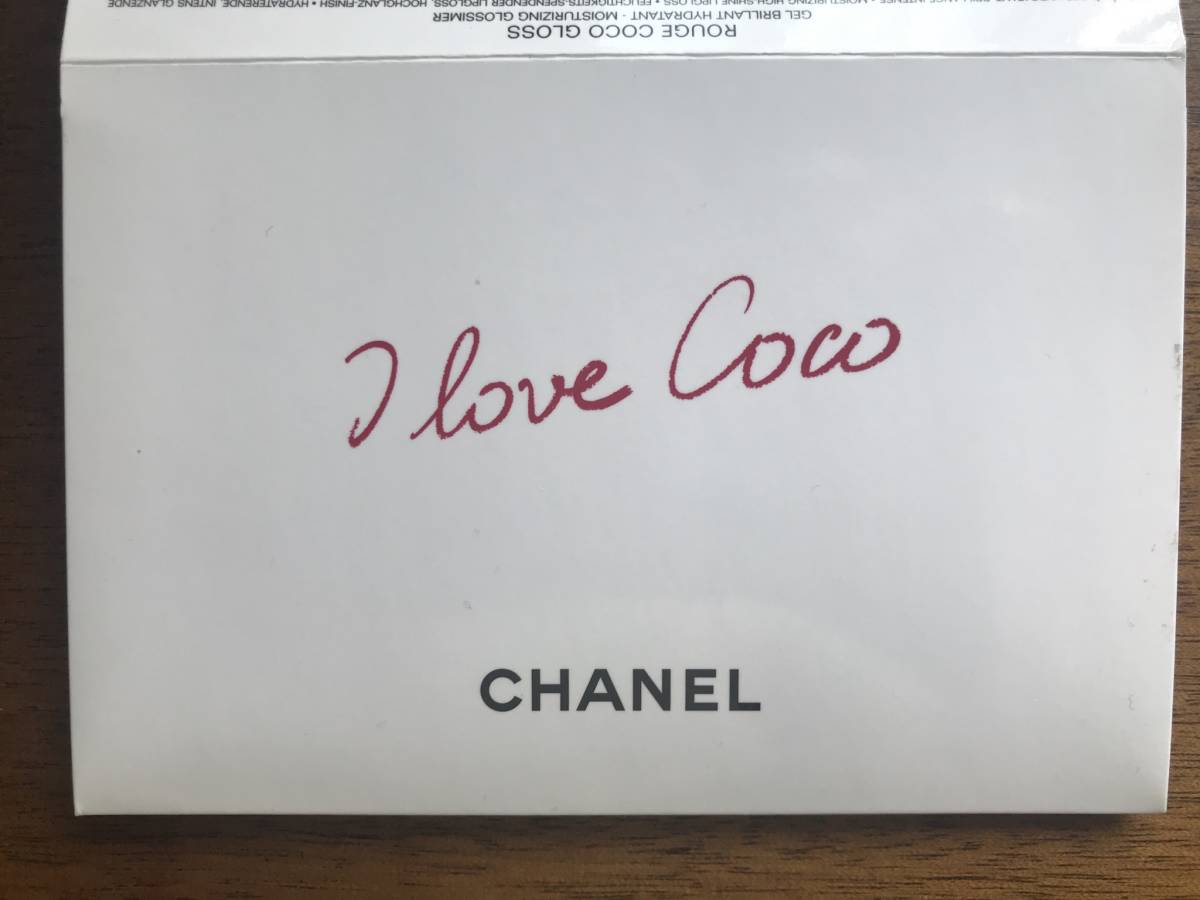 ROUGE COCO GLOSS
GEL BRILLANT HYDRATANT - MOISTURIZING GLOSSIMER
INTENSE • MOISTURIZING HIGH-SHINE LIPGLOSS • FEUCHTIGKEITS-SPENDENDER LIPGLOSS, HOCHGLANZ-FINISH • HYDRATERENDE, INTENS GLANZENDE
I love Coco
CHANEL